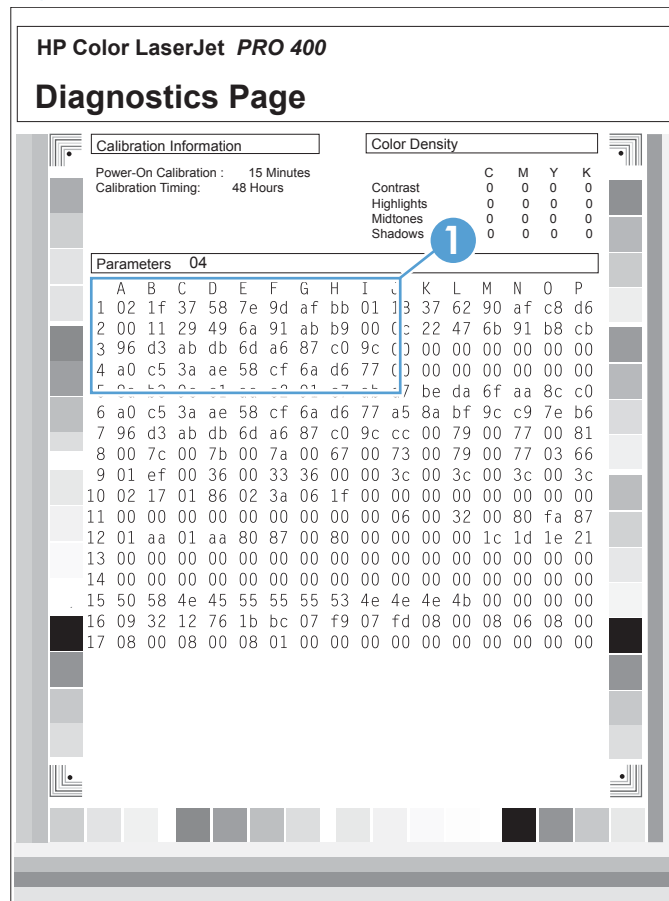 HP Color LaserJet PRO 400
Diagnostics Page
Calibration Information
Power-On Calibration : 15 Minutes
Calibration Timing: 48 Hours
Color Density
C M Y K
Contrast 0 0 0 0
Highlights 0 0 0 0
Midtones 0 0 0 0
Shadows 0 0 0 0
1
Parameters 04
A B C D E F G H I J K L M N O P
1 02 1f 37 58 7e 9d af bb 01 18 37 62 90 af c8 d6
2 00 11 29 49 6a 91 ab b9 00 0c 22 47 6b 91 b8 cb
3 96 d3 ab db 6d a6 87 c0 9c 00 00 00 00 00 00 00
4 a0 c5 3a ae 58 cf 6a d6 77 00 00 00 00 00 00 00
be da 6f aa 8c c0
6 a0 c5 3a ae 58 cf 6a d6 77 a5 8a bf 9c c9 7e b6
7 96 d3 ab db 6d a6 87 c0 9c cc 00 79 00 77 00 81
8 00 7c 00 7b 00 7a 00 67 00 73 00 79 00 77 03 66
9 01 ef 00 36 00 33 36 00 00 3c 00 3c 00 3c 00 3c
10 02 17 01 86 02 3a 06 1f 00 00 00 00 00 00 00 00
11 00 00 00 00 00 00 00 00 00 06 00 32 00 80 fa 87
12 01 aa 01 aa 80 87 00 80 00 00 00 00 1c 1d 1e 21
13 00 00 00 00 00 00 00 00 00 00 00 00 00 00 00 00
14 00 00 00 00 00 00 00 00 00 00 00 00 00 00 00 00
15 50 58 4e 45 55 55 55 53 4e 4e 4e 4b 00 00 00 00
16 09 32 12 76 1b bc 07 f9 07 fd 08 00 08 06 08 00
17 08 00 08 00 08 01 00 00 00 00 00 00 00 00 00 00